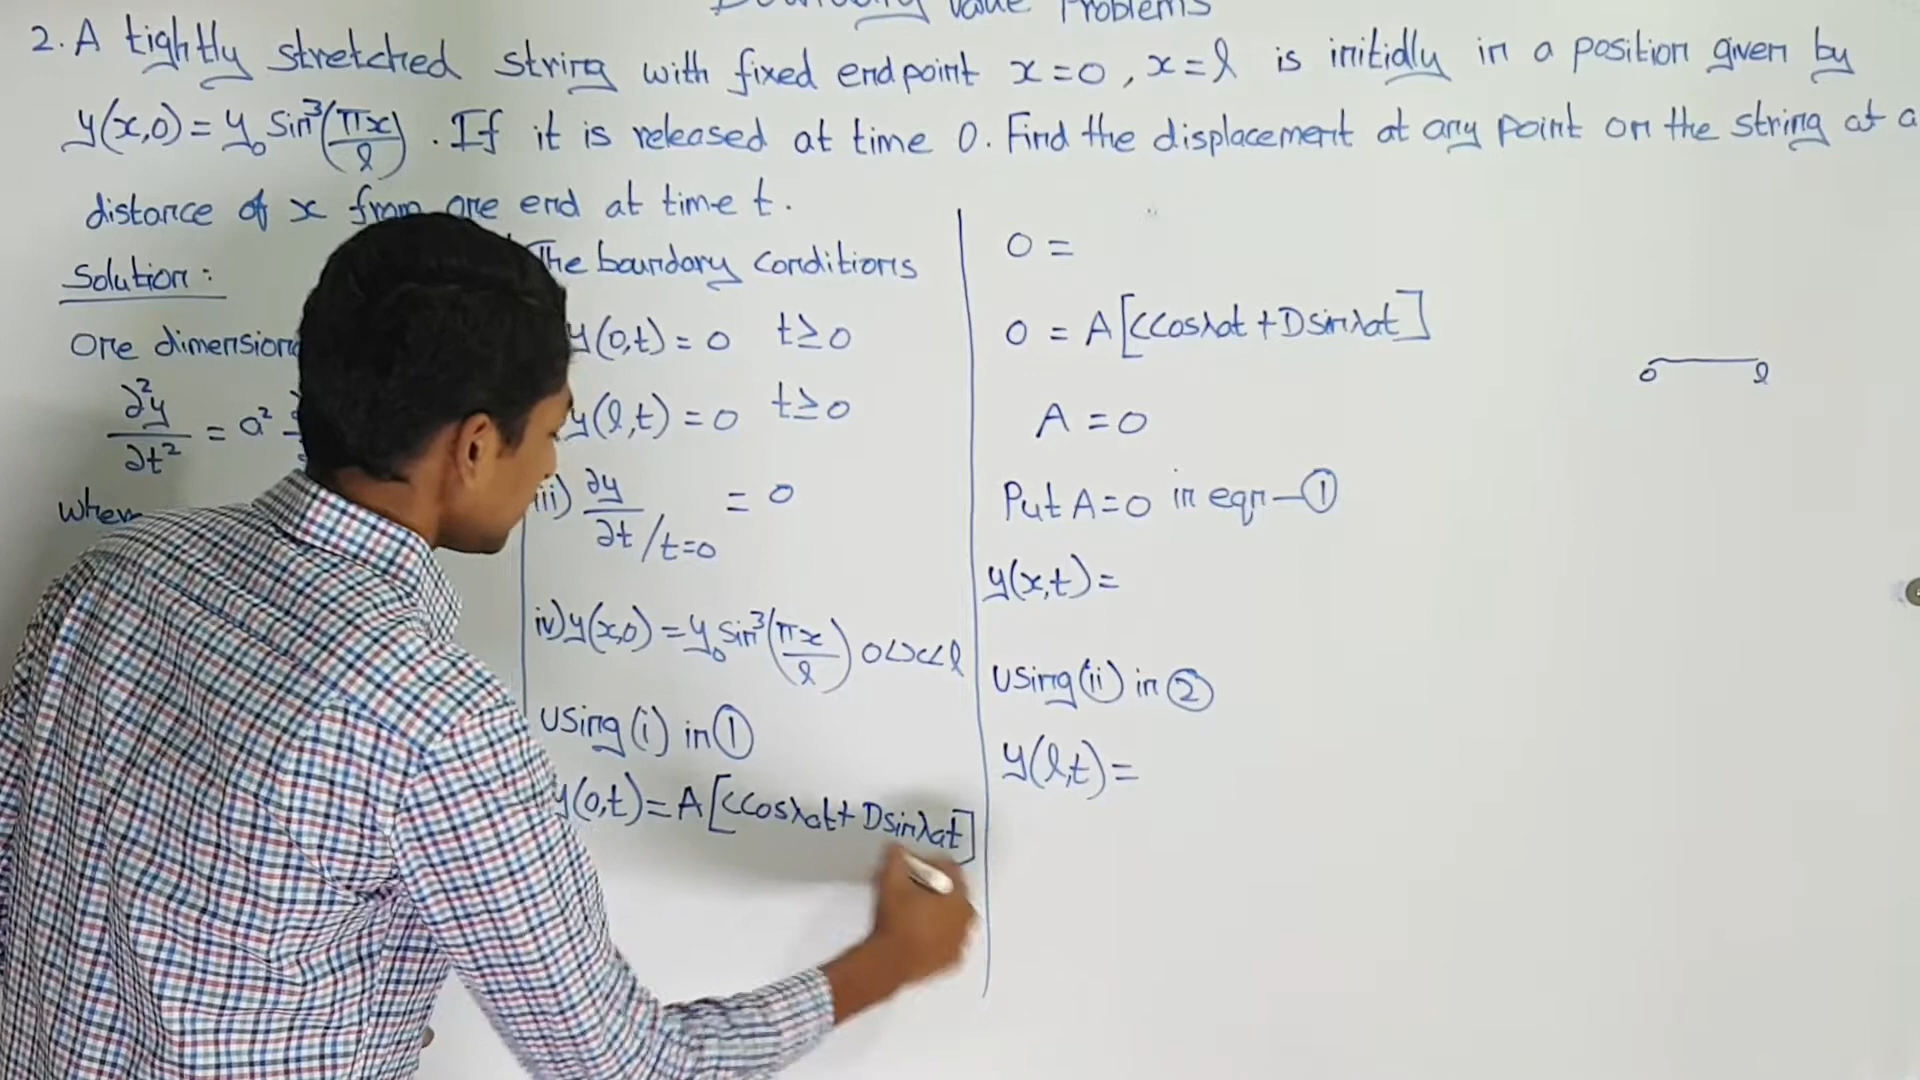 Boundary Value Problems
2. A tightly stretched string with fixed endpoint x=0, x=l is initially in a position given by
y(x,0) = y₀ sin³(πx/l). If it is released at time 0. Find the displacement at any point on the string at a
distance of x from one end at time t.
Solution:
One dimensional
∂²y/∂t² = a²
when
The boundary conditions
y(0,t) = 0 t≥0
y(l,t) = 0 t≥0
iii) ∂y/∂t /t=0 = 0
iv) y(x,0) = y₀ sin³(πx/l) 0<x<l
Using (i) in ①
y(0,t) = A[Ccosλat + Dsinλat]
0 =
0 = A[Ccosλat + Dsinλat]
A = 0
Put A=0 in eqn-①
y(x,t) =
Using (ii) in ②
y(l,t) =
0 l